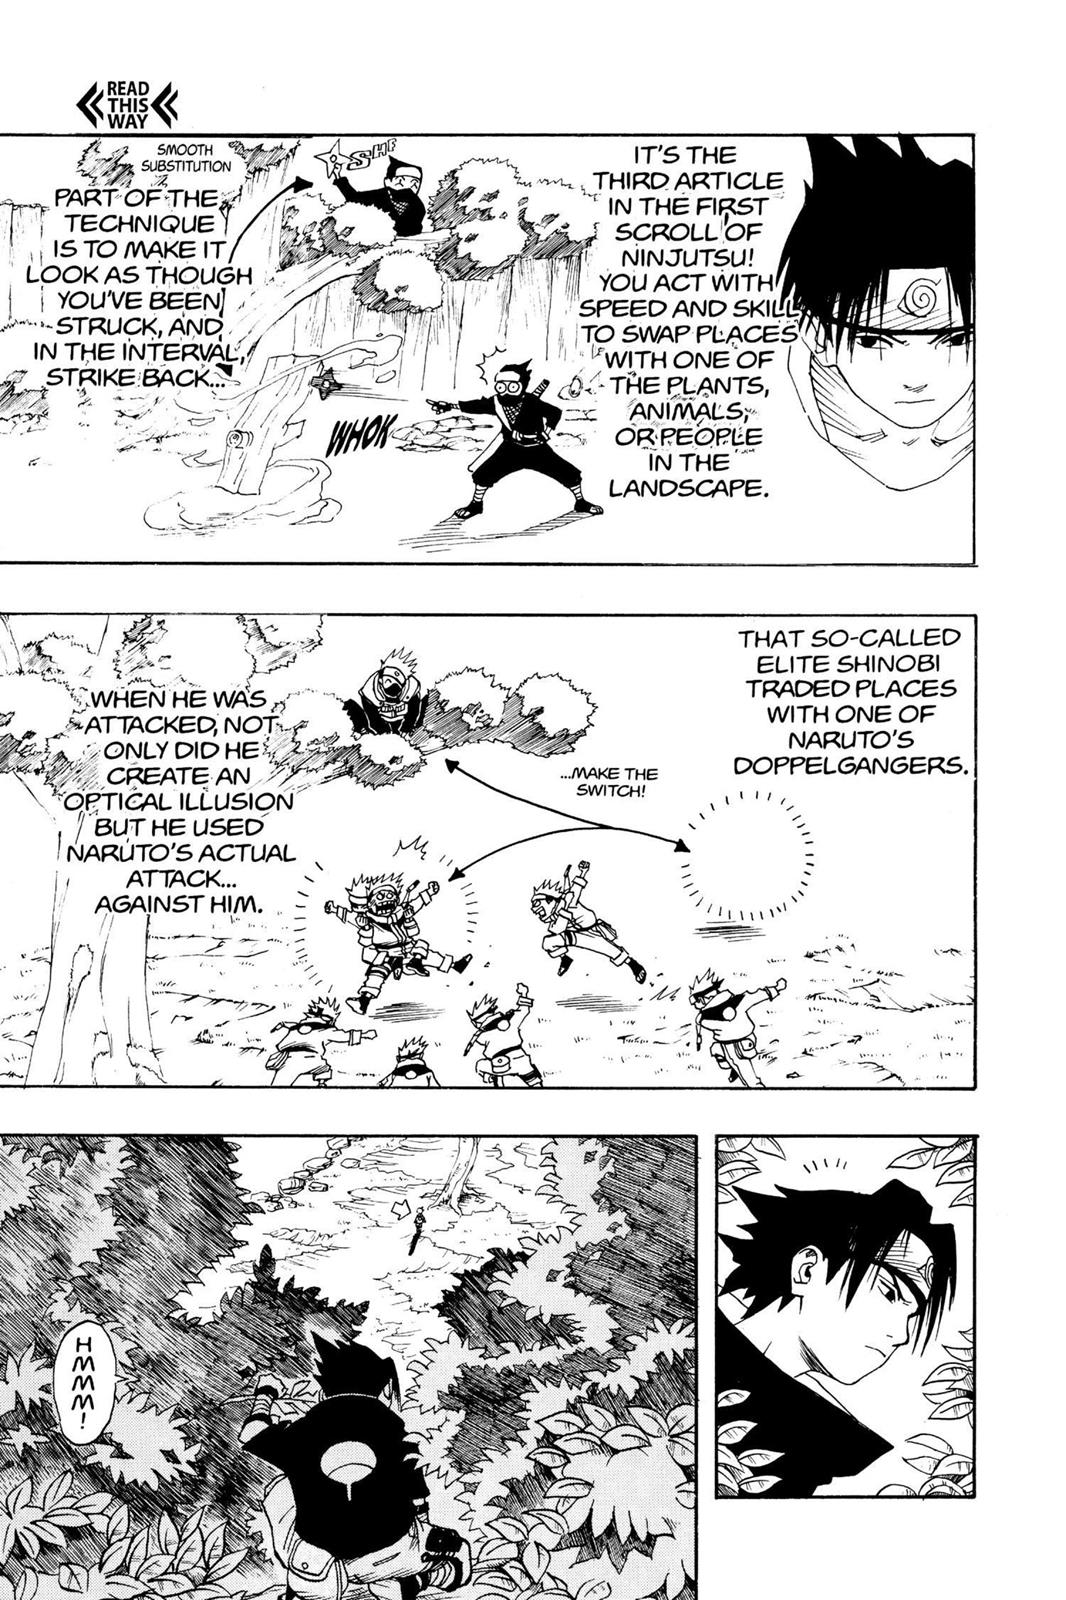 READ
THIS
WAY
IT'S THE
THIRD ARTICLE
IN THE FIRST
SCROLL OF
NINJUTSU!
YOU ACT WITH
SPEED AND SKILL
TO SWAP PLACES
WITH ONE OF
THE PLANTS,
ANIMALS,
OR PEOPLE
IN THE
LANDSCAPE.
SHF
SMOOTH
SUBSTITUTION
PART OF THE
TECHNIQUE
IS TO MAKE IT
LOOK AS THOUGH
YOU'VE BEEN
STRUCK, AND
IN THE INTERVAL,
STRIKE BACK...
WHOK
THAT SO-CALLED
ELITE SHINOBI
TRADED PLACES
WITH ONE OF
NARUTO'S
DOPPELGANGERS.
...MAKE THE
SWITCH!
WHEN HE WAS
ATTACKED, NOT
ONLY DID HE
CREATE AN
OPTICAL ILLUSION
BUT HE USED
NARUTO'S ACTUAL
ATTACK...
AGAINST HIM.
HMMM!